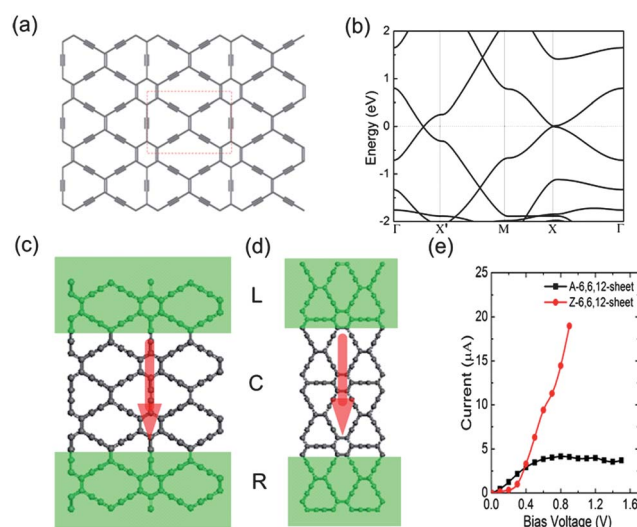 (a)
(b)
Energy (eV)
2
1
0
-1
-2
Γ X' M X Γ
(c)
(d)
L
C
R
(e)
A-6,6,12-sheet
Z-6,6,12-sheet
Current (μA)
25
20
15
10
5
0
0.0 0.4 0.8 1.2 1.6
Bias Voltage (V)